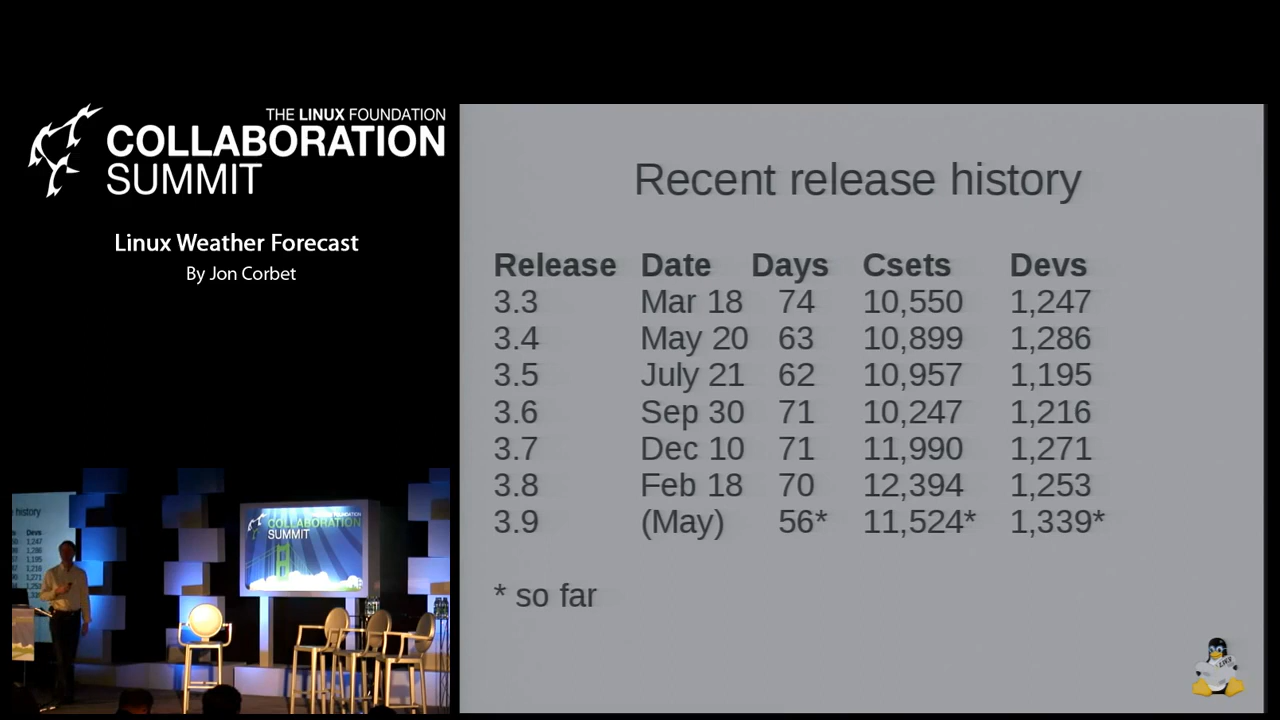 THE LINUX FOUNDATION
COLLABORATION
SUMMIT
Linux Weather Forecast
By Jon Corbet
Recent release history
Release Date Days Csets Devs
3.3 Mar 18 74 10,550 1,247
3.4 May 20 63 10,899 1,286
3.5 July 21 62 10,957 1,195
3.6 Sep 30 71 10,247 1,216
3.7 Dec 10 71 11,990 1,271
3.8 Feb 18 70 12,394 1,253
3.9 (May) 56* 11,524* 1,339*
* so far
history
Devs
COLLABORATION
SUMMIT